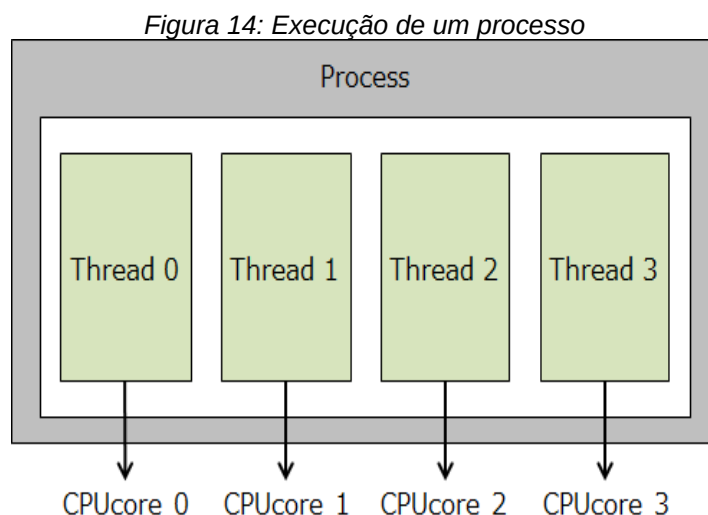 Figura 14: Execução de um processo
Process
Thread 0 Thread 1 Thread 2 Thread 3
CPUcore 0 CPUcore 1 CPUcore 2 CPUcore 3